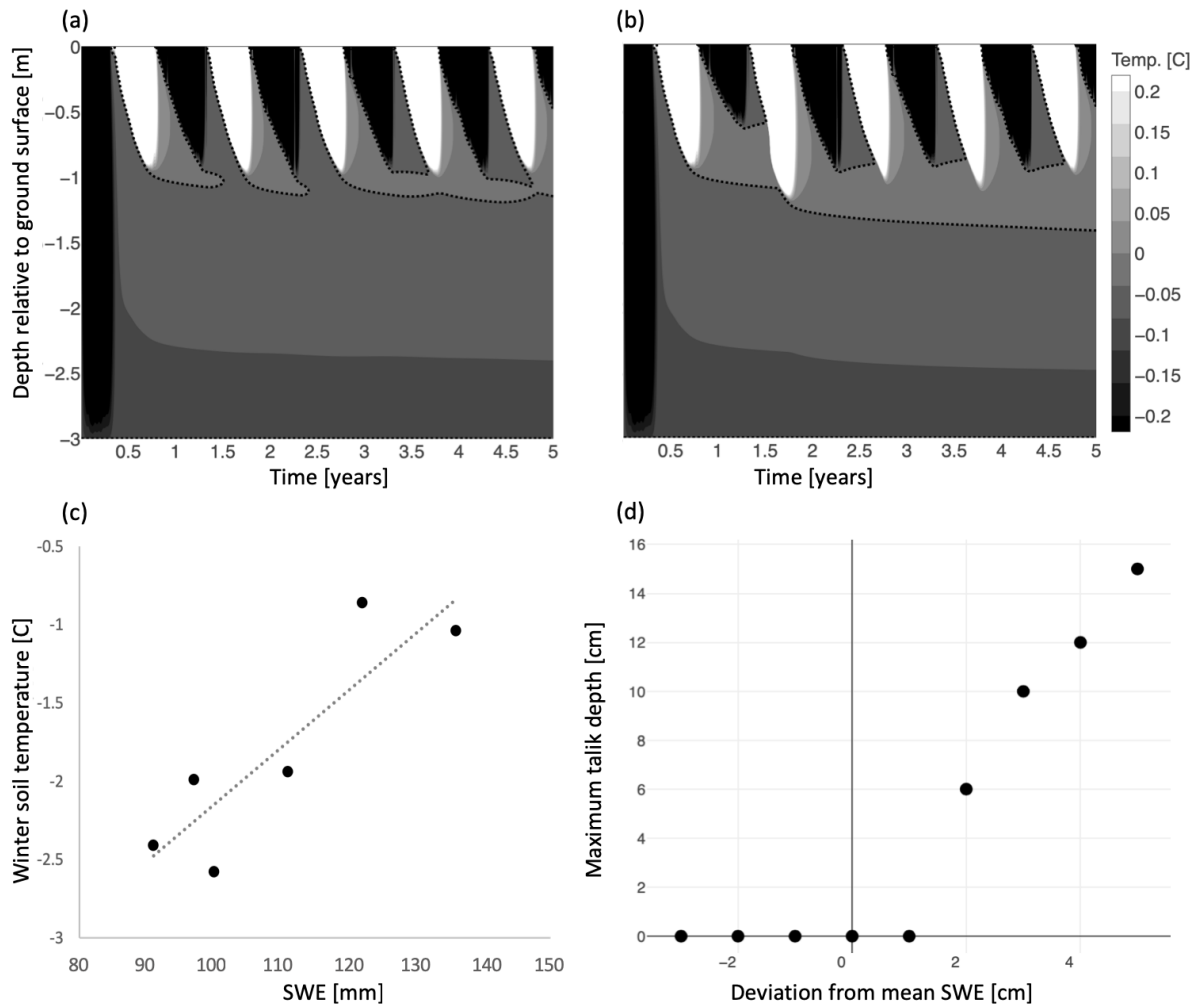 (a)
(b)
Depth relative to ground surface [m]
0
−0.5
−1
−1.5
−2
−2.5
−3
0.5 1 1.5 2 2.5 3 3.5 4 4.5 5
Time [years]
0.5 1 1.5 2 2.5 3 3.5 4 4.5 5
Time [years]
Temp. [C]
0.2
0.15
0.1
0.05
0
−0.05
−0.1
−0.15
−0.2
(c)
Winter soil temperature [C]
-0.5
-1
-1.5
-2
-2.5
-3
80 90 100 110 120 130 140 150
SWE [mm]
(d)
Maximum talik depth [cm]
16
14
12
10
8
6
4
2
0
−2 0 2 4
Deviation from mean SWE [cm]